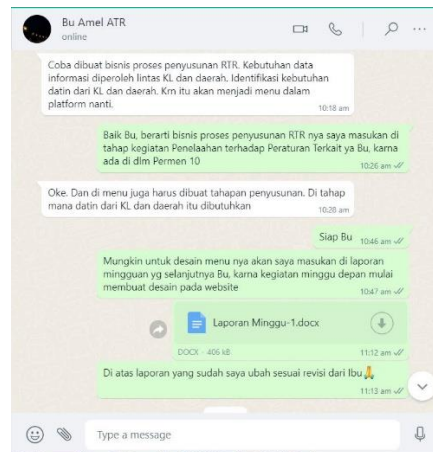 Bu Amel ATR
online
Coba dibuat bisnis proses penyusunan RTR. Kebutuhan data
informasi diperoleh lintas KL dan daerah. Identifikasi kebutuhan
datin dari KL dan daerah. Krn itu akan menjadi menu dalam
platform nanti.
10:18 am
Baik Bu, berarti bisnis proses penyusunan RTR nya saya masukan di
tahap kegiatan Penelaahan terhadap Peraturan Terkait ya Bu, karna
ada di dlm Permen 10
10:26 am
Oke. Dan di menu juga harus dibuat tahapan penyusunan. Di tahap
mana datin dari KL dan daerah itu dibutuhkan
10:28 am
Siap Bu
10:46 am
Mungkin untuk desain menu nya akan saya masukan di laporan
mingguan yg selanjutnya Bu, karna kegiatan minggu depan mulai
membuat desain pada website
10:47 am
Laporan Minggu-1.docx
DOCX · 406 kB
11:12 am
Di atas laporan yang sudah saya ubah sesuai revisi dari Ibu🙏
11:13 am
Type a message